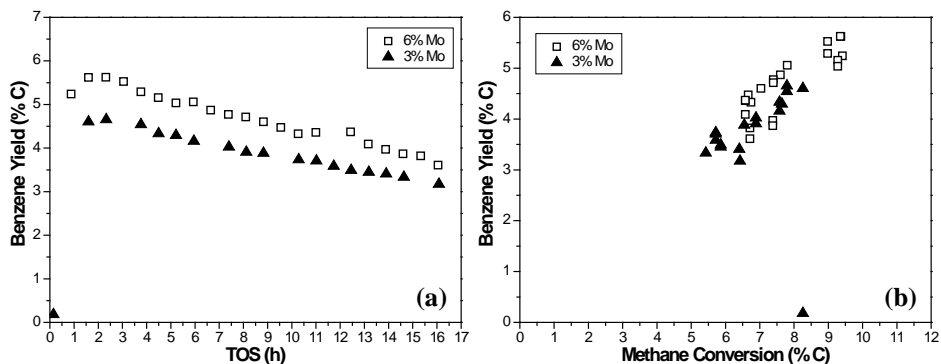 7
6
5
4
3
2
1
0
Benzene Yield (% C)
6% Mo
3% Mo
(a)
0 1 2 3 4 5 6 7 8 9 10 11 12 13 14 15 16 17
TOS (h)
6
5
4
3
2
1
0
Benzene Yield (% C)
6% Mo
3% Mo
(b)
0 1 2 3 4 5 6 7 8 9 10 11 12
Methane Conversion (% C)